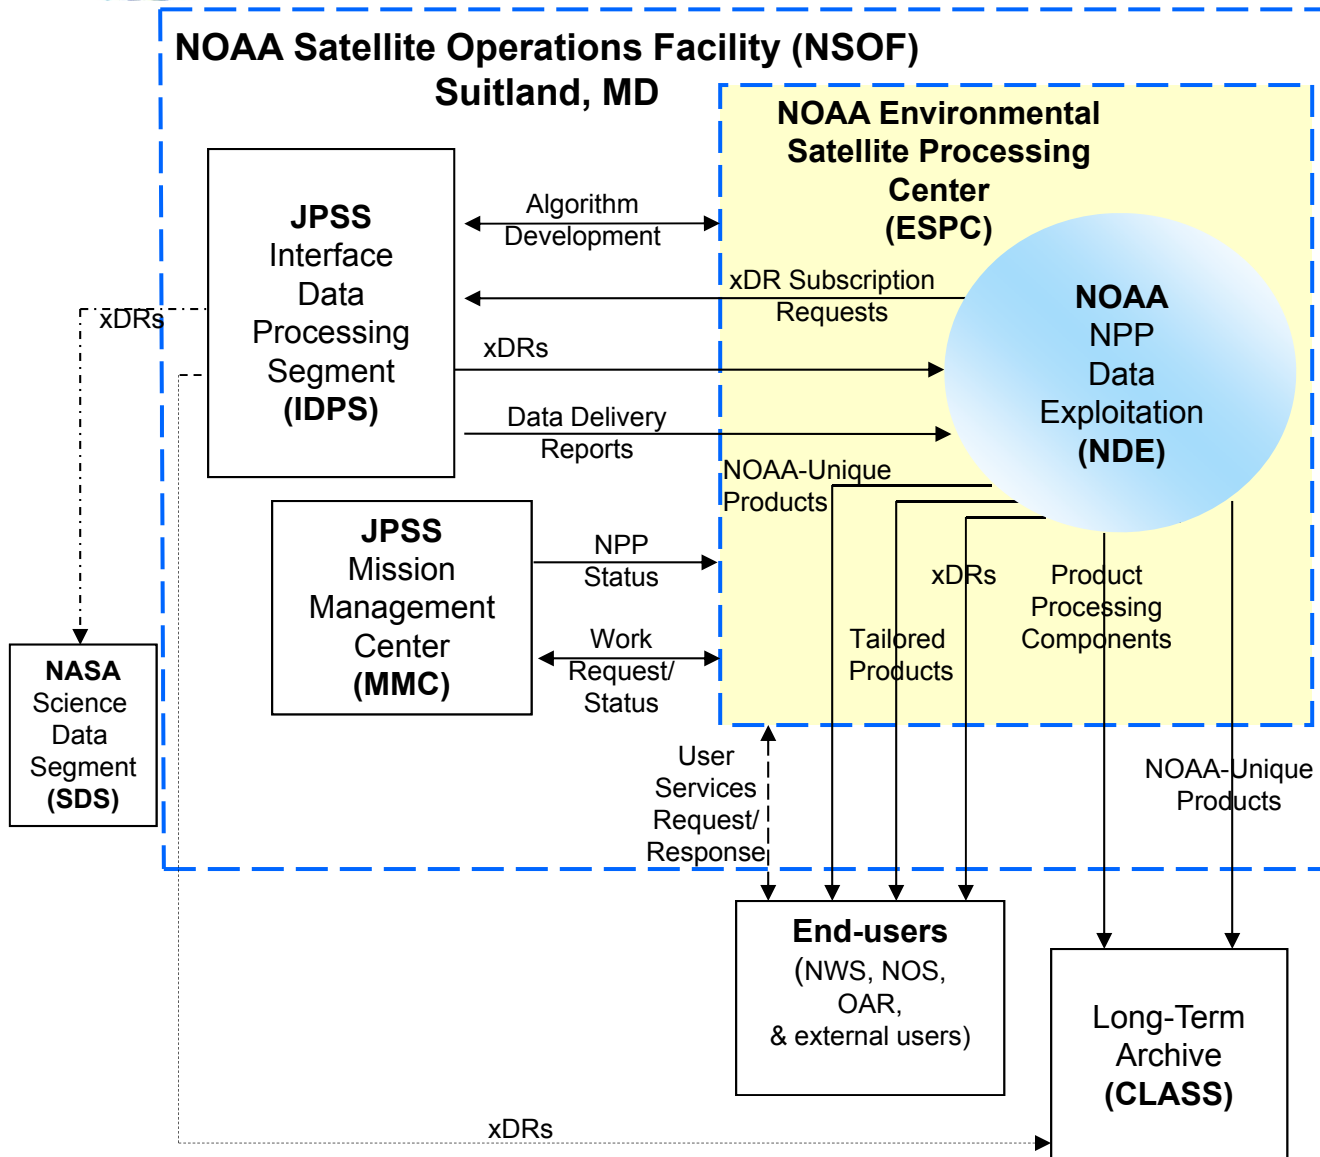 NOAA Satellite Operations Facility (NSOF)
Suitland, MD
NOAA Environmental
Satellite Processing
Center
(ESPC)
JPSS
Interface
Data
Processing
Segment
(IDPS)
Algorithm
Development
xDR Subscription
Requests
xDRs
Data Delivery
Reports
NOAA
NPP
Data
Exploitation
(NDE)
xDRs
NOAA-Unique
Products
JPSS
Mission
Management
Center
(MMC)
NPP
Status
Work
Request/
Status
xDRs
Tailored
Products
Product
Processing
Components
NASA
Science
Data
Segment
(SDS)
User
Services
Request/
Response
NOAA-Unique
Products
End-users
(NWS, NOS,
OAR,
& external users)
Long-Term
Archive
(CLASS)
xDRs